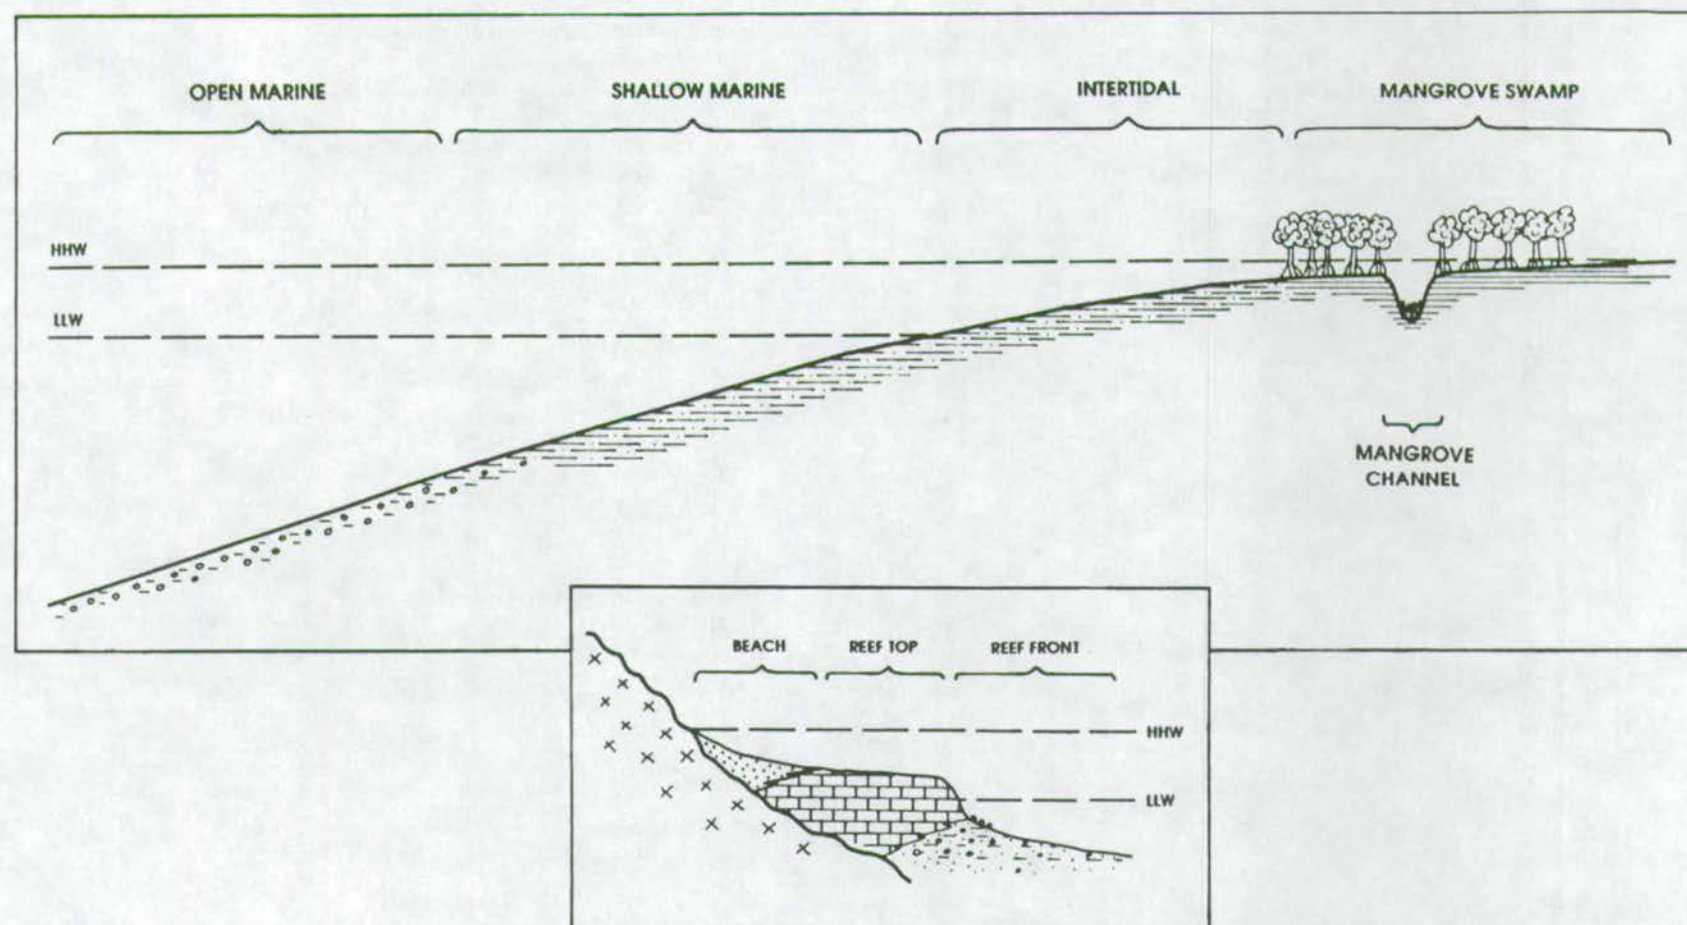 OPEN MARINE
SHALLOW MARINE
INTERTIDAL
MANGROVE SWAMP
HHW
LLW
MANGROVE
CHANNEL
BEACH
REEF TOP
REEF FRONT
HHW
LLW